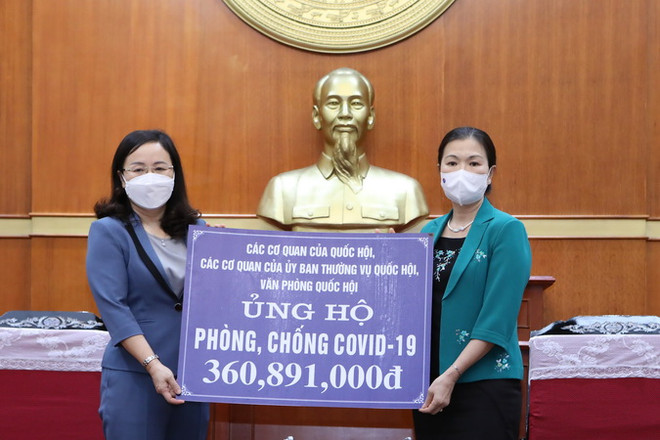 CÁC CƠ QUAN CỦA QUỐC HỘI,
CÁC CƠ QUAN CỦA ỦY BAN THƯỜNG VỤ QUỐC HỘI,
VĂN PHÒNG QUỐC HỘI
ỦNG HỘ
PHÒNG, CHỐNG COVID-19
360,891,000đ